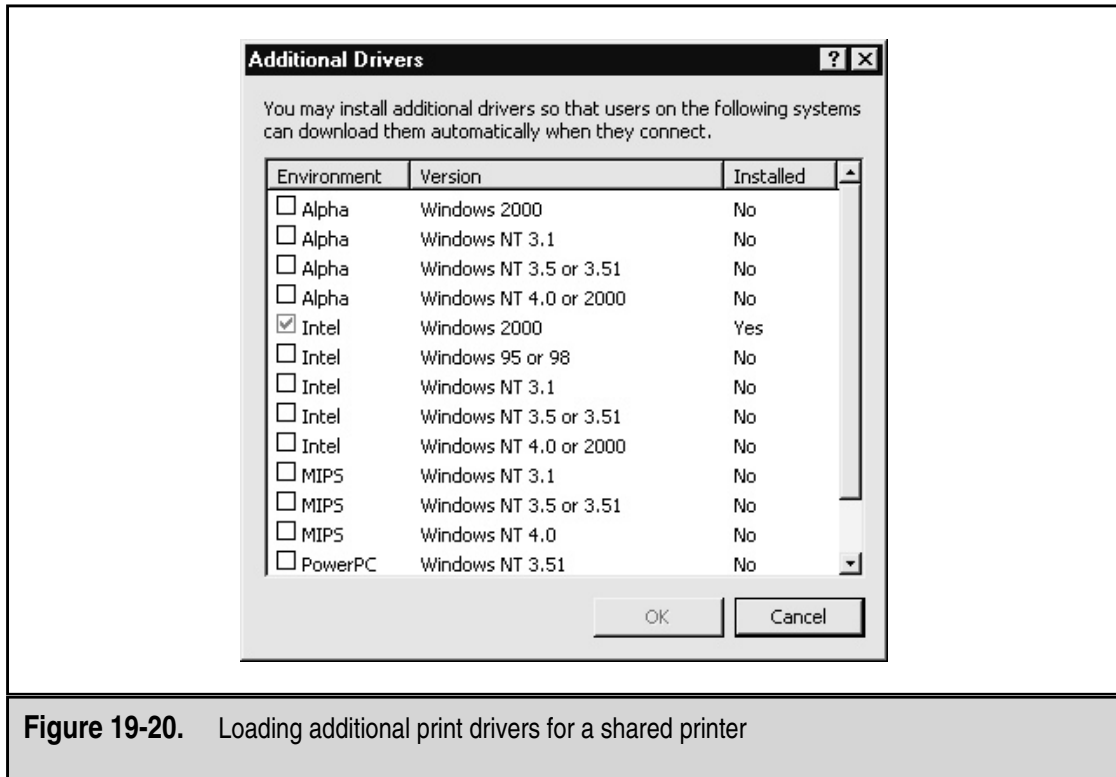 Additional Drivers
You may install additional drivers so that users on the following systems
can download them automatically when they connect.
Environment Version Installed
Alpha Windows 2000 No
Alpha Windows NT 3.1 No
Alpha Windows NT 3.5 or 3.51 No
Alpha Windows NT 4.0 or 2000 No
Intel Windows 2000 Yes
Intel Windows 95 or 98 No
Intel Windows NT 3.1 No
Intel Windows NT 3.5 or 3.51 No
Intel Windows NT 4.0 or 2000 No
MIPS Windows NT 3.1 No
MIPS Windows NT 3.5 or 3.51 No
MIPS Windows NT 4.0 No
PowerPC Windows NT 3.51 No
OK Cancel
Figure 19-20. Loading additional print drivers for a shared printer